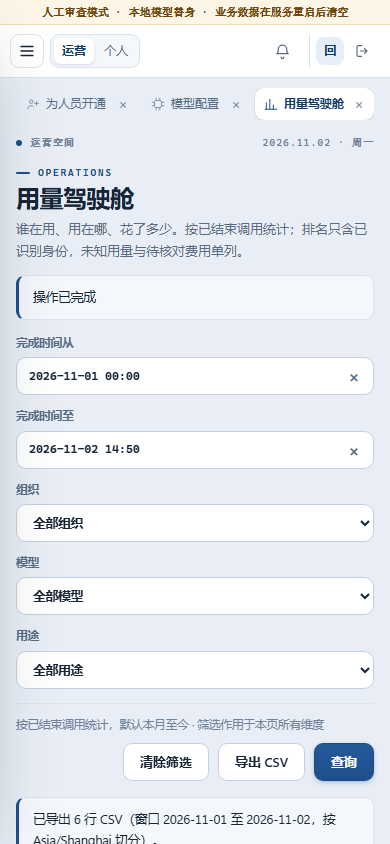 人工审查模式 · 本地模型替身 · 业务数据在服务重启后清空
运营 个人 回
为人员开通 × 模型配置 × 用量驾驶舱 ×
运营空间 2026.11.02 · 周一
OPERATIONS
用量驾驶舱
谁在用、用在哪、花了多少。按已结束调用统计；排名只含已
识别身份，未知用量与待核对费用单列。
操作已完成
完成时间从
2026-11-01 00:00 ×
完成时间至
2026-11-02 14:50 ×
组织
全部组织
模型
全部模型
用途
全部用途
按已结束调用统计，默认本月至今 · 筛选作用于本页所有维度
清除筛选 导出 CSV 查询
已导出 6 行 CSV（窗口 2026-11-01 至 2026-11-02，按
Asia/Shanghai 切分）。